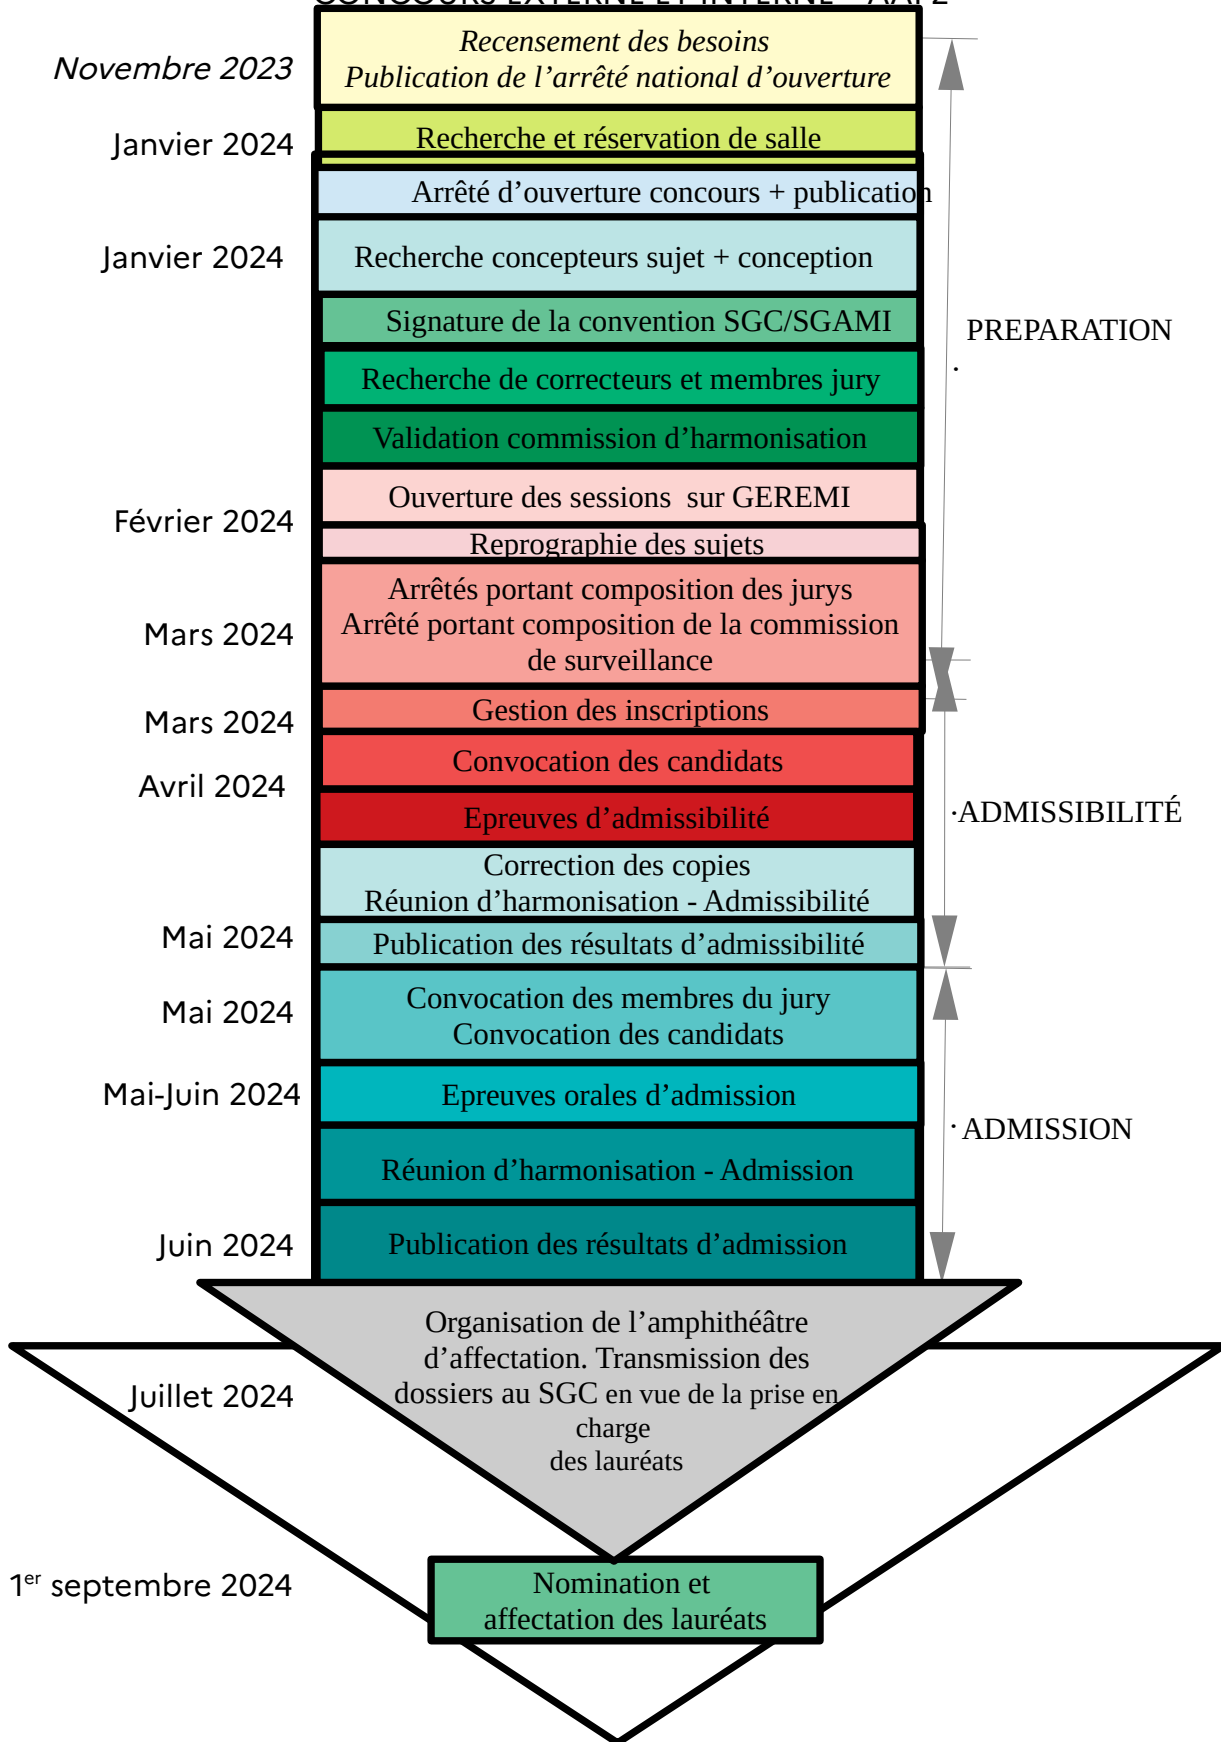 CONCOURS EXTERNE ET INTERNE - AAP2
Novembre 2023
Recensement des besoins
Publication de l’arrêté national d’ouverture
Janvier 2024
Recherche et réservation de salle
Arrêté d’ouverture concours + publication
Janvier 2024
Recherche concepteurs sujet + conception
Signature de la convention SGC/SGAMI
PREPARATION
Recherche de correcteurs et membres jury
Validation commission d’harmonisation
Ouverture des sessions sur GEREMI
Février 2024
Reprographie des sujets
Arrêtés portant composition des jurys
Mars 2024
Arrêté portant composition de la commission
de surveillance
Mars 2024
Gestion des inscriptions
Convocation des candidats
Avril 2024
Epreuves d’admissibilité
ADMISSIBILITÉ
Correction des copies
Réunion d’harmonisation - Admissibilité
Mai 2024
Publication des résultats d’admissibilité
Mai 2024
Convocation des membres du jury
Convocation des candidats
Mai-Juin 2024
Epreuves orales d’admission
ADMISSION
Réunion d’harmonisation - Admission
Juin 2024
Publication des résultats d’admission
Organisation de l’amphithéâtre
d’affectation. Transmission des
Juillet 2024
dossiers au SGC en vue de la prise en
charge
des lauréats
1er septembre 2024
Nomination et
affectation des lauréats